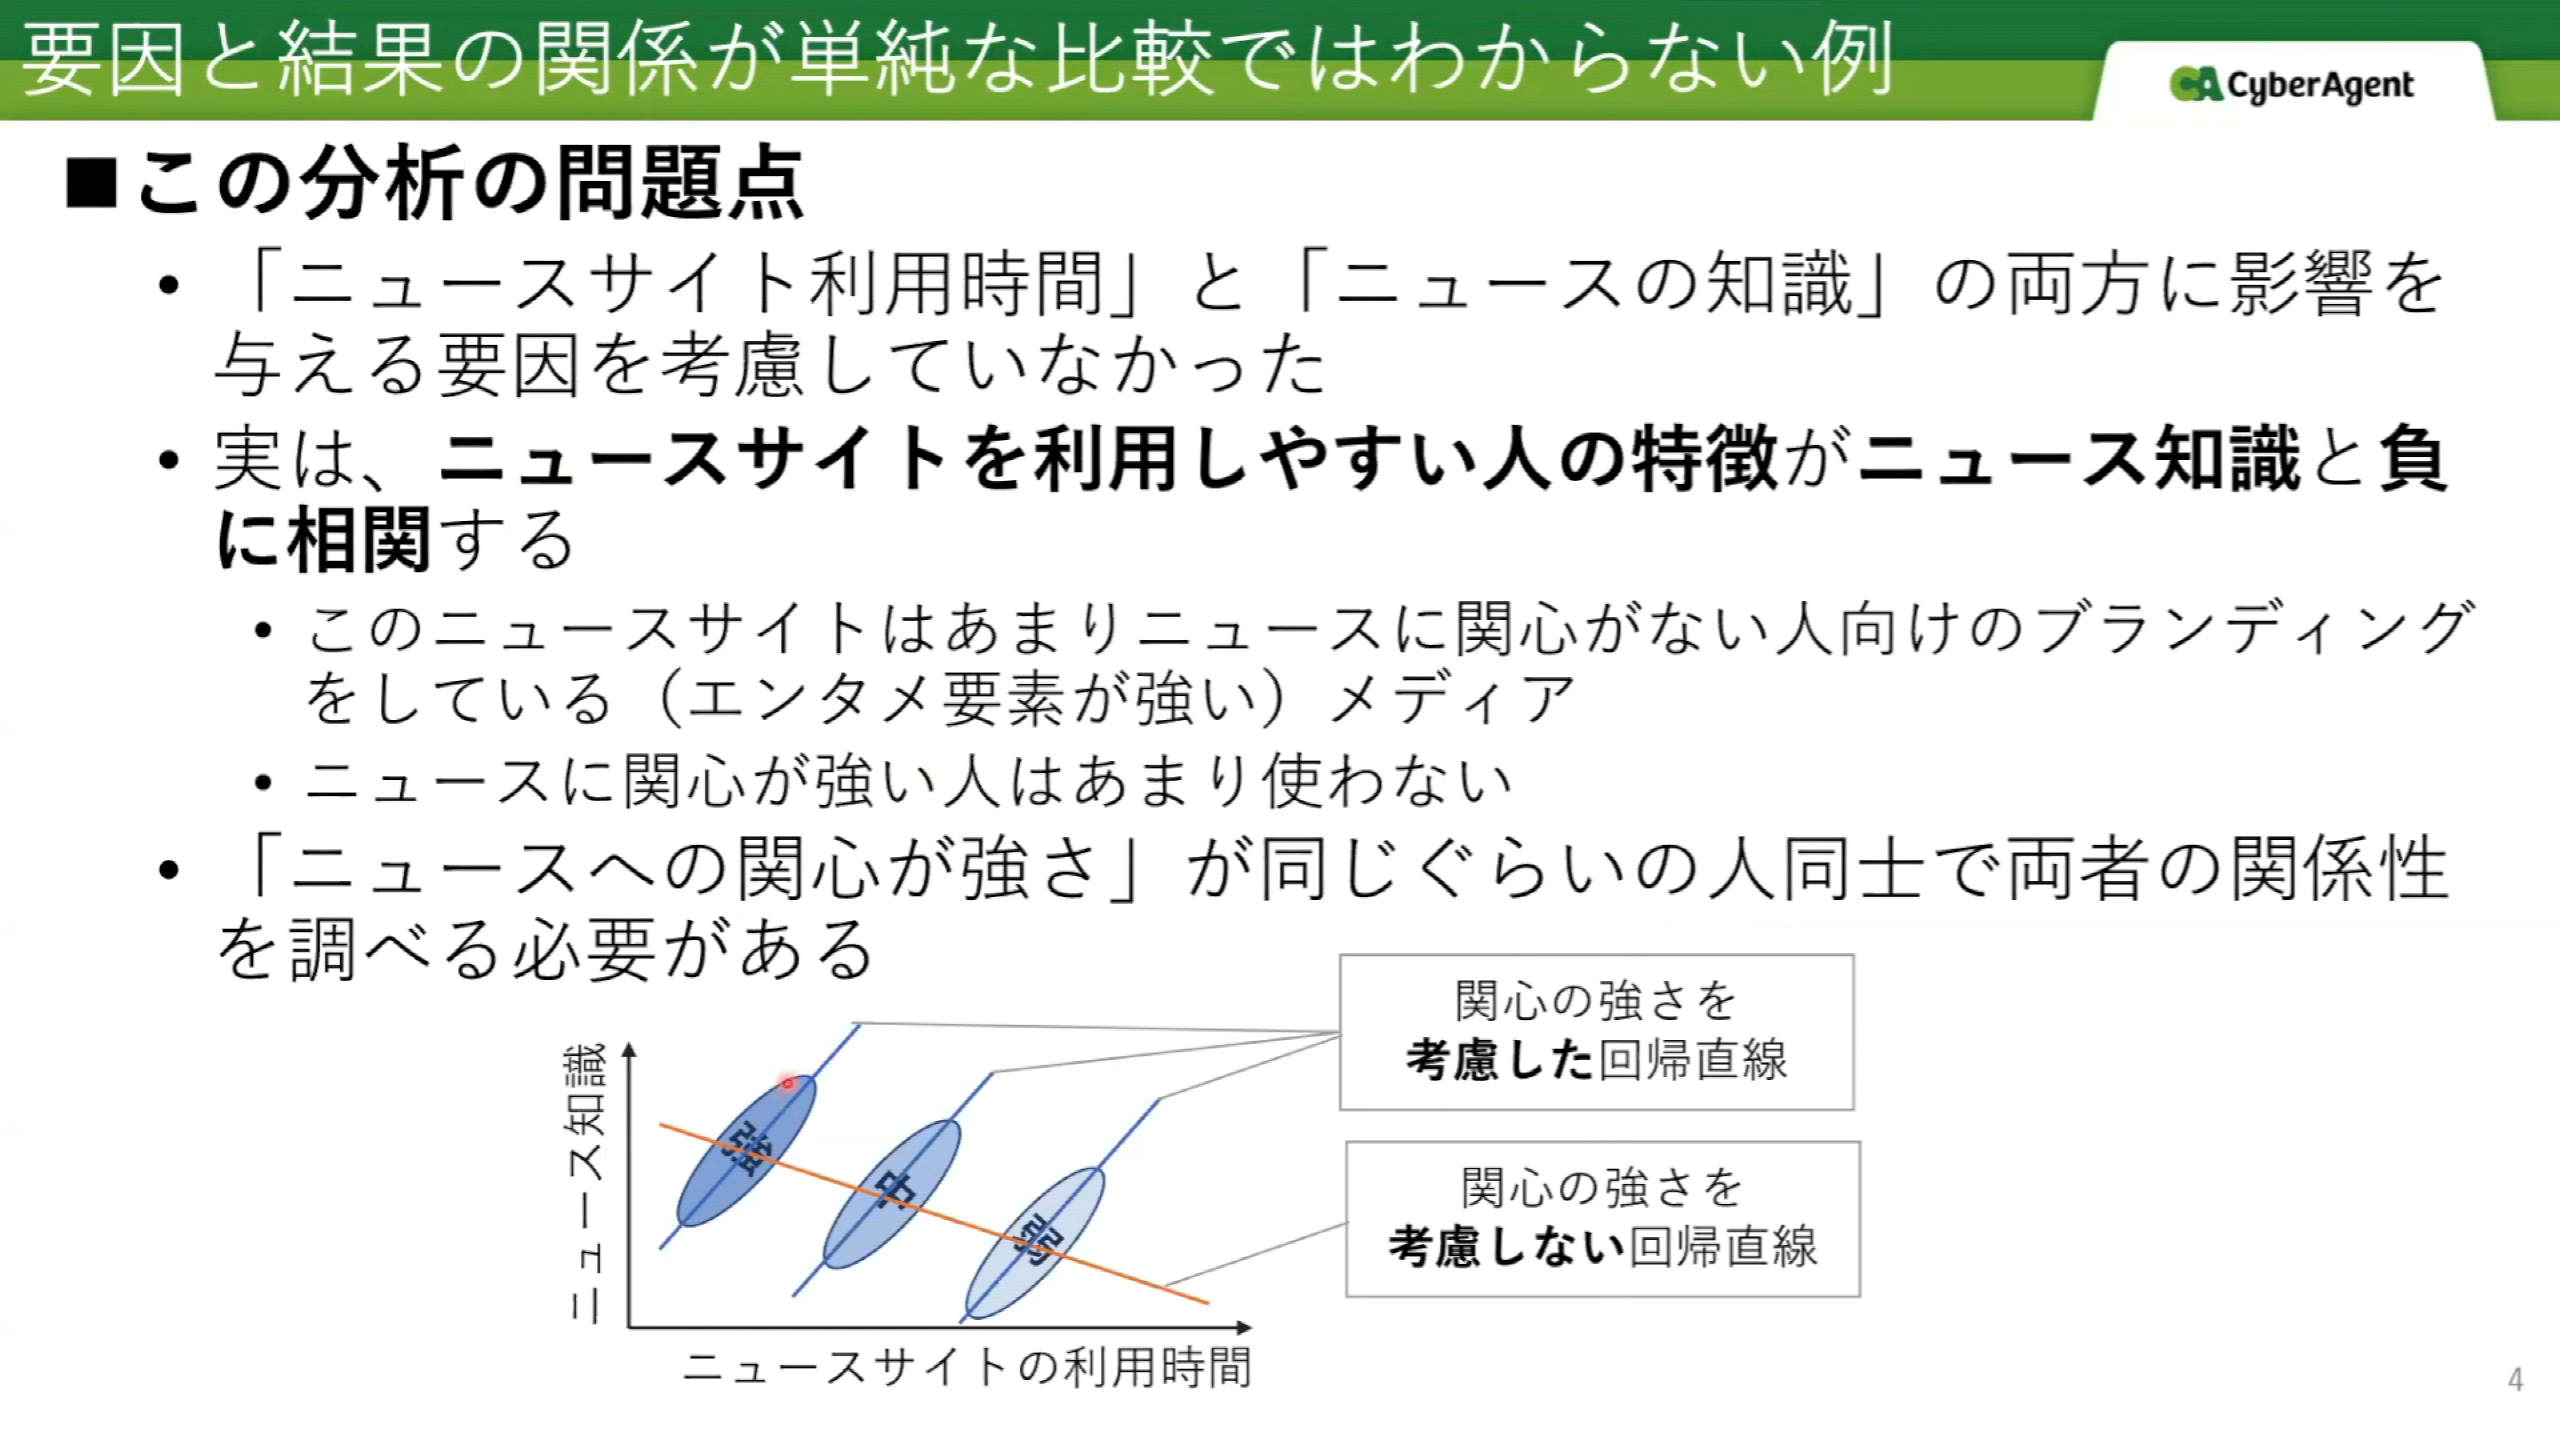 要因と結果の関係が単純な比較ではわからない例
CyberAgent
■この分析の問題点
• 「ニュースサイト利用時間」と「ニュースの知識」の両方に影響を
与える要因を考慮していなかった
• 実は、ニュースサイトを利用しやすい人の特徴がニュース知識と負
に相関する
• このニュースサイトはあまりニュースに関心がない人向けのブランディング
をしている（エンタメ要素が強い）メディア
• ニュースに関心が強い人はあまり使わない
• 「ニュースへの関心が強さ」が同じぐらいの人同士で両者の関係性
を調べる必要がある
関心の強さを
考慮した回帰直線
関心の強さを
考慮しない回帰直線
ニュース知識
強
中
弱
ニュースサイトの利用時間
4